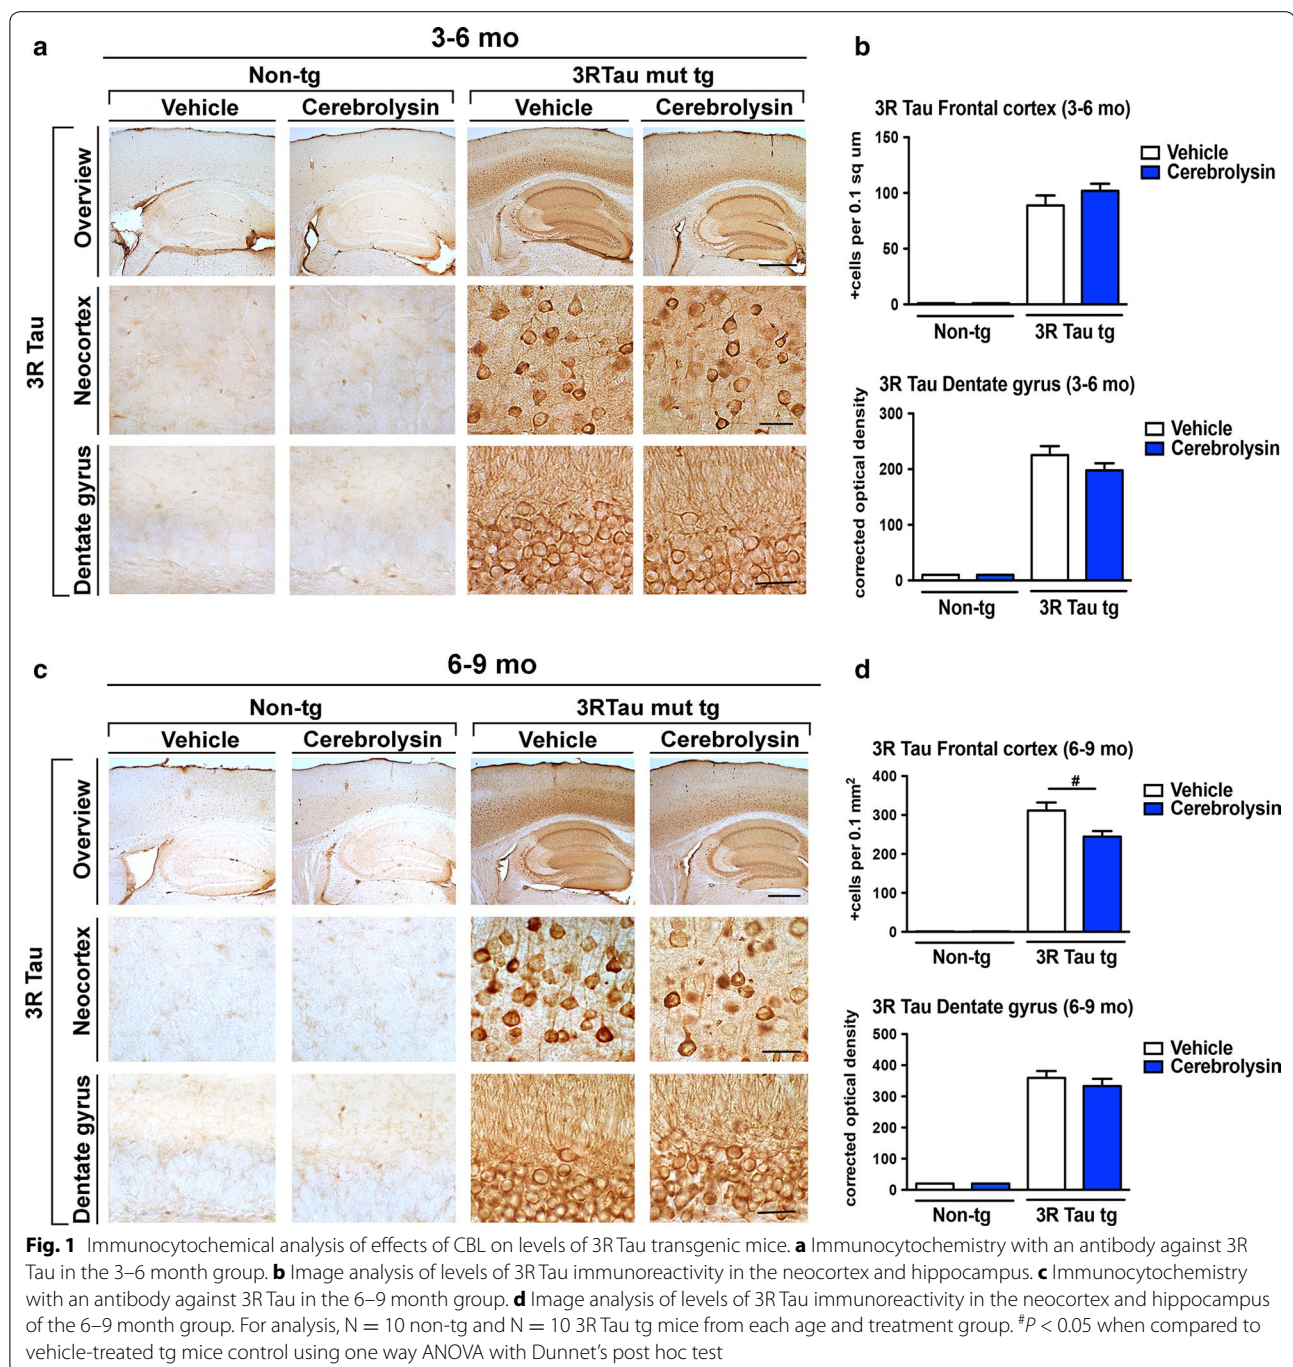 a
3-6 mo
Non-tg
3RTau mut tg
Vehicle
Cerebrolysin
Vehicle
Cerebrolysin
3R Tau
Overview
Neocortex
Dentate gyrus
b
3R Tau Frontal cortex (3-6 mo)
+cells per 0.1 sq um
150
100
50
0
Non-tg
3R Tau tg
Vehicle
Cerebrolysin
3R Tau Dentate gyrus (3-6 mo)
corrected optical density
300
200
100
0
Non-tg
3R Tau tg
Vehicle
Cerebrolysin
c
6-9 mo
Non-tg
3RTau mut tg
Vehicle
Cerebrolysin
Vehicle
Cerebrolysin
3R Tau
Overview
Neocortex
Dentate gyrus
d
3R Tau Frontal cortex (6-9 mo)
+cells per 0.1 mm²
400
300
200
100
0
#
Non-tg
3R Tau tg
Vehicle
Cerebrolysin
3R Tau Dentate gyrus (6-9 mo)
corrected optical density
500
400
300
200
100
0
Non-tg
3R Tau tg
Vehicle
Cerebrolysin
Fig. 1 Immunocytochemical analysis of effects of CBL on levels of 3R Tau transgenic mice. a Immunocytochemistry with an antibody against 3R
Tau in the 3–6 month group. b Image analysis of levels of 3R Tau immunoreactivity in the neocortex and hippocampus. c Immunocytochemistry
with an antibody against 3R Tau in the 6–9 month group. d Image analysis of levels of 3R Tau immunoreactivity in the neocortex and hippocampus
of the 6–9 month group. For analysis, N = 10 non-tg and N = 10 3R Tau tg mice from each age and treatment group. #P < 0.05 when compared to
vehicle-treated tg mice control using one way ANOVA with Dunnet's post hoc test